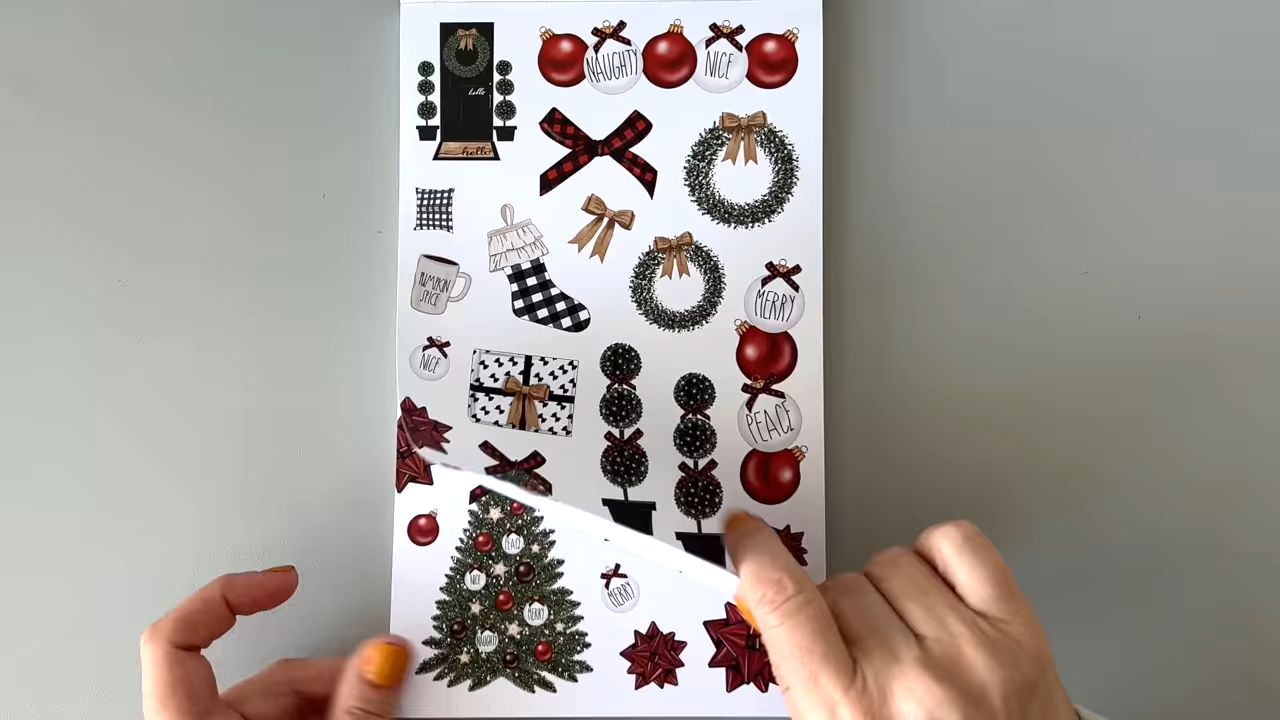 hello
hello
NAUGHTY
NICE
PUMPKIN
SPICE
MERRY
NICE
PEACE
PEACE
NICE
MERRY
NAUGHTY
MERRY